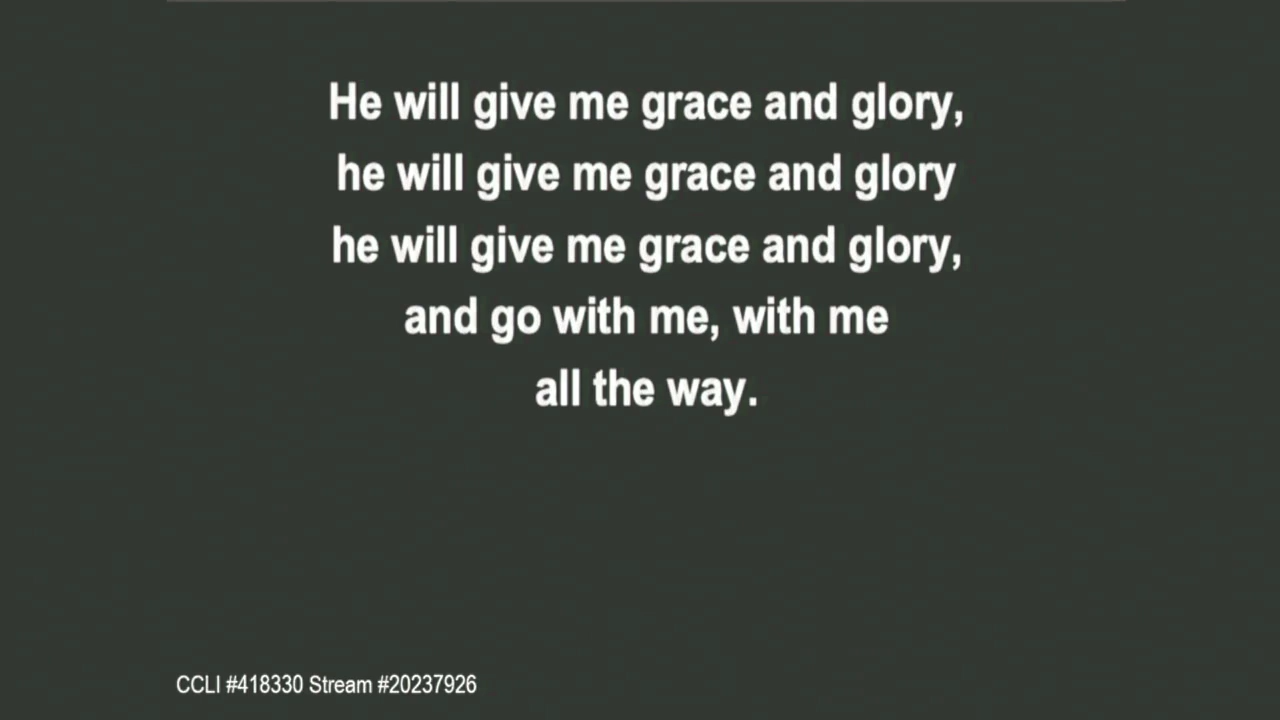 He will give me grace and glory,
he will give me grace and glory
he will give me grace and glory,
and go with me, with me
all the way.
CCLI #418330 Stream #20237926